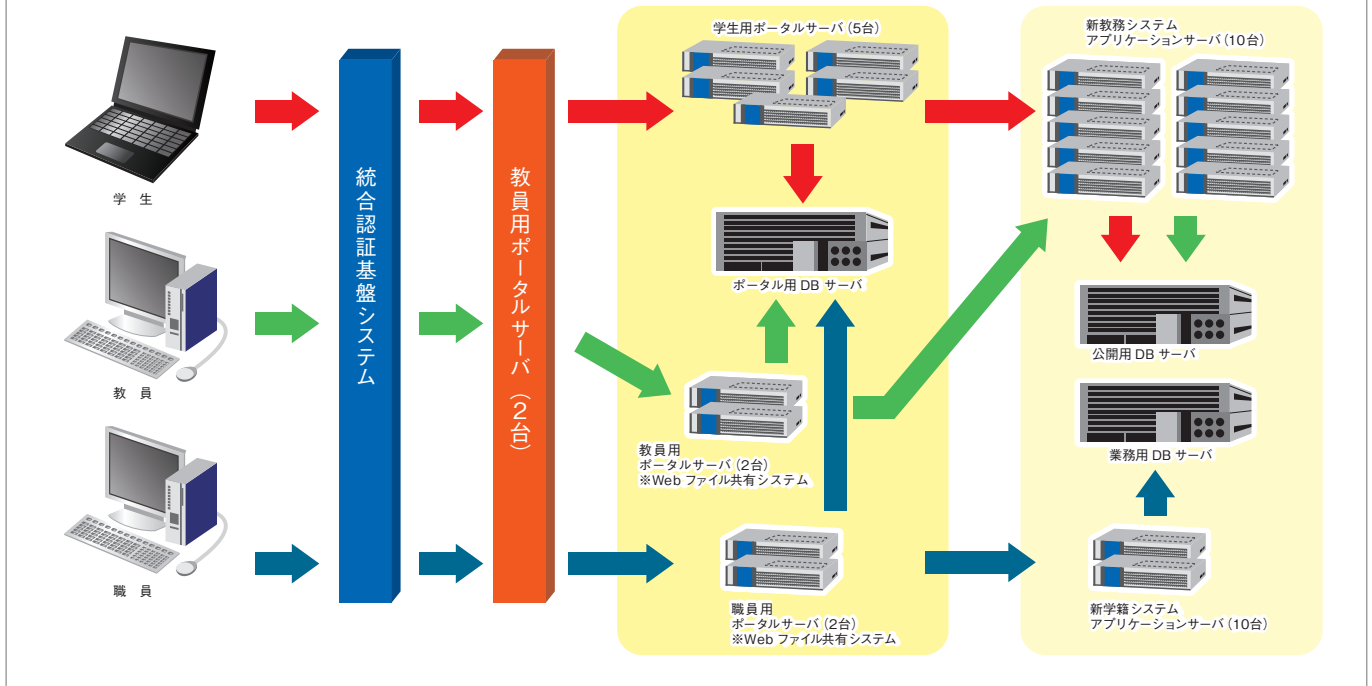 学生
教員
職員
統合認証基盤システム
教員用ポータルサーバ（2台）
学生用ポータルサーバ（5台）
ポータル用 DB サーバ
教員用
ポータルサーバ（2台）
※Web ファイル共有システム
職員用
ポータルサーバ（2台）
※Web ファイル共有システム
新教務システム
アプリケーションサーバ（10台）
公開用 DB サーバ
業務用 DB サーバ
新学籍システム
アプリケーションサーバ（10台）